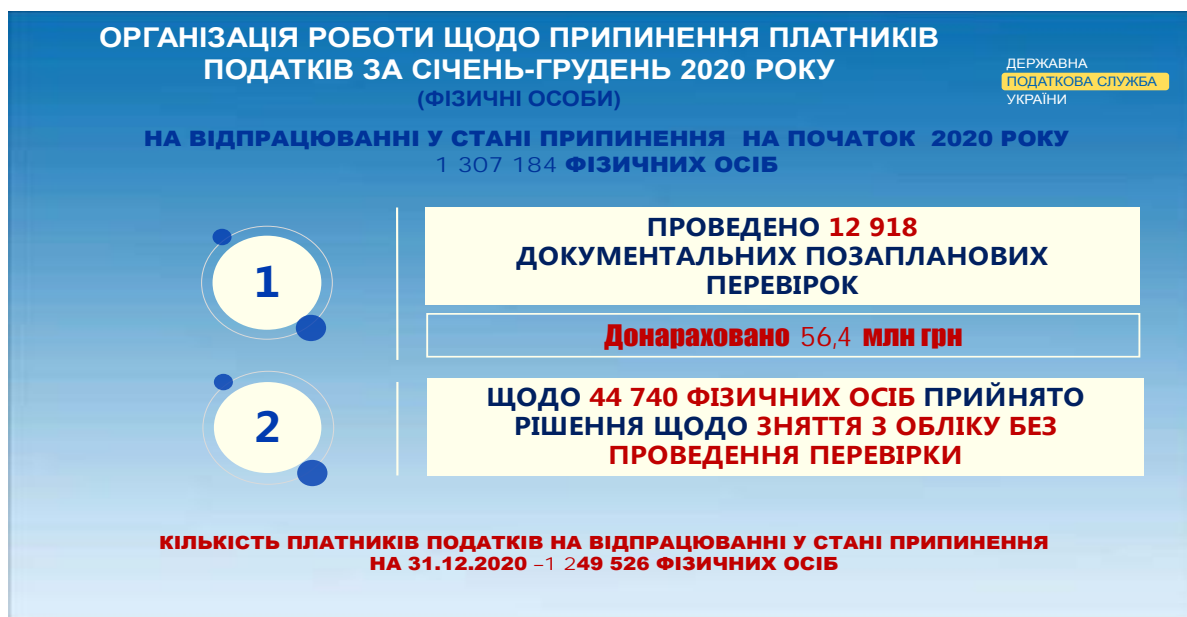 ОРГАНІЗАЦІЯ РОБОТИ ЩОДО ПРИПИНЕННЯ ПЛАТНИКІВ
ПОДАТКІВ ЗА СІЧЕНЬ-ГРУДЕНЬ 2020 РОКУ
(ФІЗИЧНІ ОСОБИ)
ДЕРЖАВНА
ПОДАТКОВА СЛУЖБА
УКРАЇНИ
НА ВІДПРАЦЮВАННІ У СТАНІ ПРИПИНЕННЯ НА ПОЧАТОК 2020 РОКУ
1 307 184 ФІЗИЧНИХ ОСІБ
1
ПРОВЕДЕНО 12 918
ДОКУМЕНТАЛЬНИХ ПОЗАПЛАНОВИХ
ПЕРЕВІРОК
Донараховано 56,4 млн грн
2
ЩОДО 44 740 ФІЗИЧНИХ ОСІБ ПРИЙНЯТО
РІШЕННЯ ЩОДО ЗНЯТТЯ З ОБЛІКУ БЕЗ
ПРОВЕДЕННЯ ПЕРЕВІРКИ
КІЛЬКІСТЬ ПЛАТНИКІВ ПОДАТКІВ НА ВІДПРАЦЮВАННІ У СТАНІ ПРИПИНЕННЯ
НА 31.12.2020 –1 249 526 ФІЗИЧНИХ ОСІБ